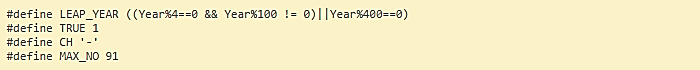 #define LEAP_YEAR ((Year%4==0 && Year%100 != 0)||Year%400==0)
#define TRUE 1
#define CH '-'
#define MAX_NO 91